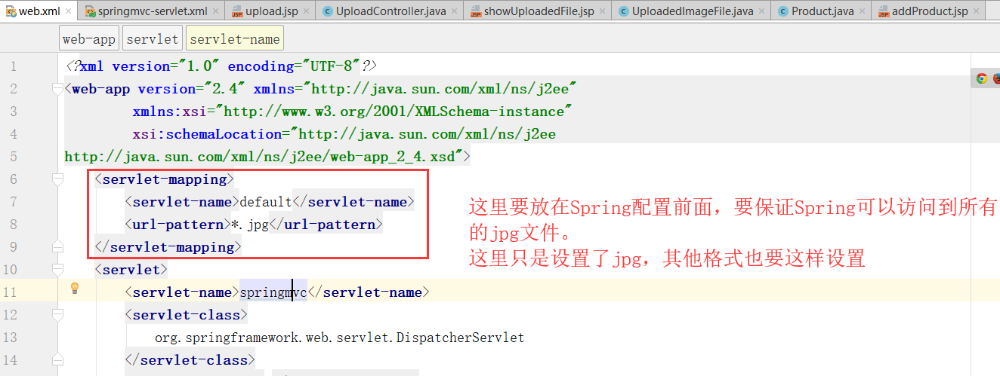 web.xml springmvc-servlet.xml upload.jsp UploadController.java showUploadedFile.jsp UploadedImageFile.java Product.java addProduct.jsp
web-app servlet servlet-name
1 <?xml version="1.0" encoding="UTF-8"?>
2 <web-app version="2.4" xmlns="http://java.sun.com/xml/ns/j2ee"
3 xmlns:xsi="http://www.w3.org/2001/XMLSchema-instance"
4 xsi:schemaLocation="http://java.sun.com/xml/ns/j2ee
5 http://java.sun.com/xml/ns/j2ee/web-app_2_4.xsd">
6 <servlet-mapping>
7 <servlet-name>default</servlet-name>
8 <url-pattern>*.jpg</url-pattern>
9 </servlet-mapping>
这里要放在Spring配置前面，要保证Spring可以访问到所有
的jpg文件。
这里只是设置了jpg，其他格式也要这样设置
10 <servlet>
11 <servlet-name>springmvc</servlet-name>
12 <servlet-class>
13 org.springframework.web.servlet.DispatcherServlet
14 </servlet-class>